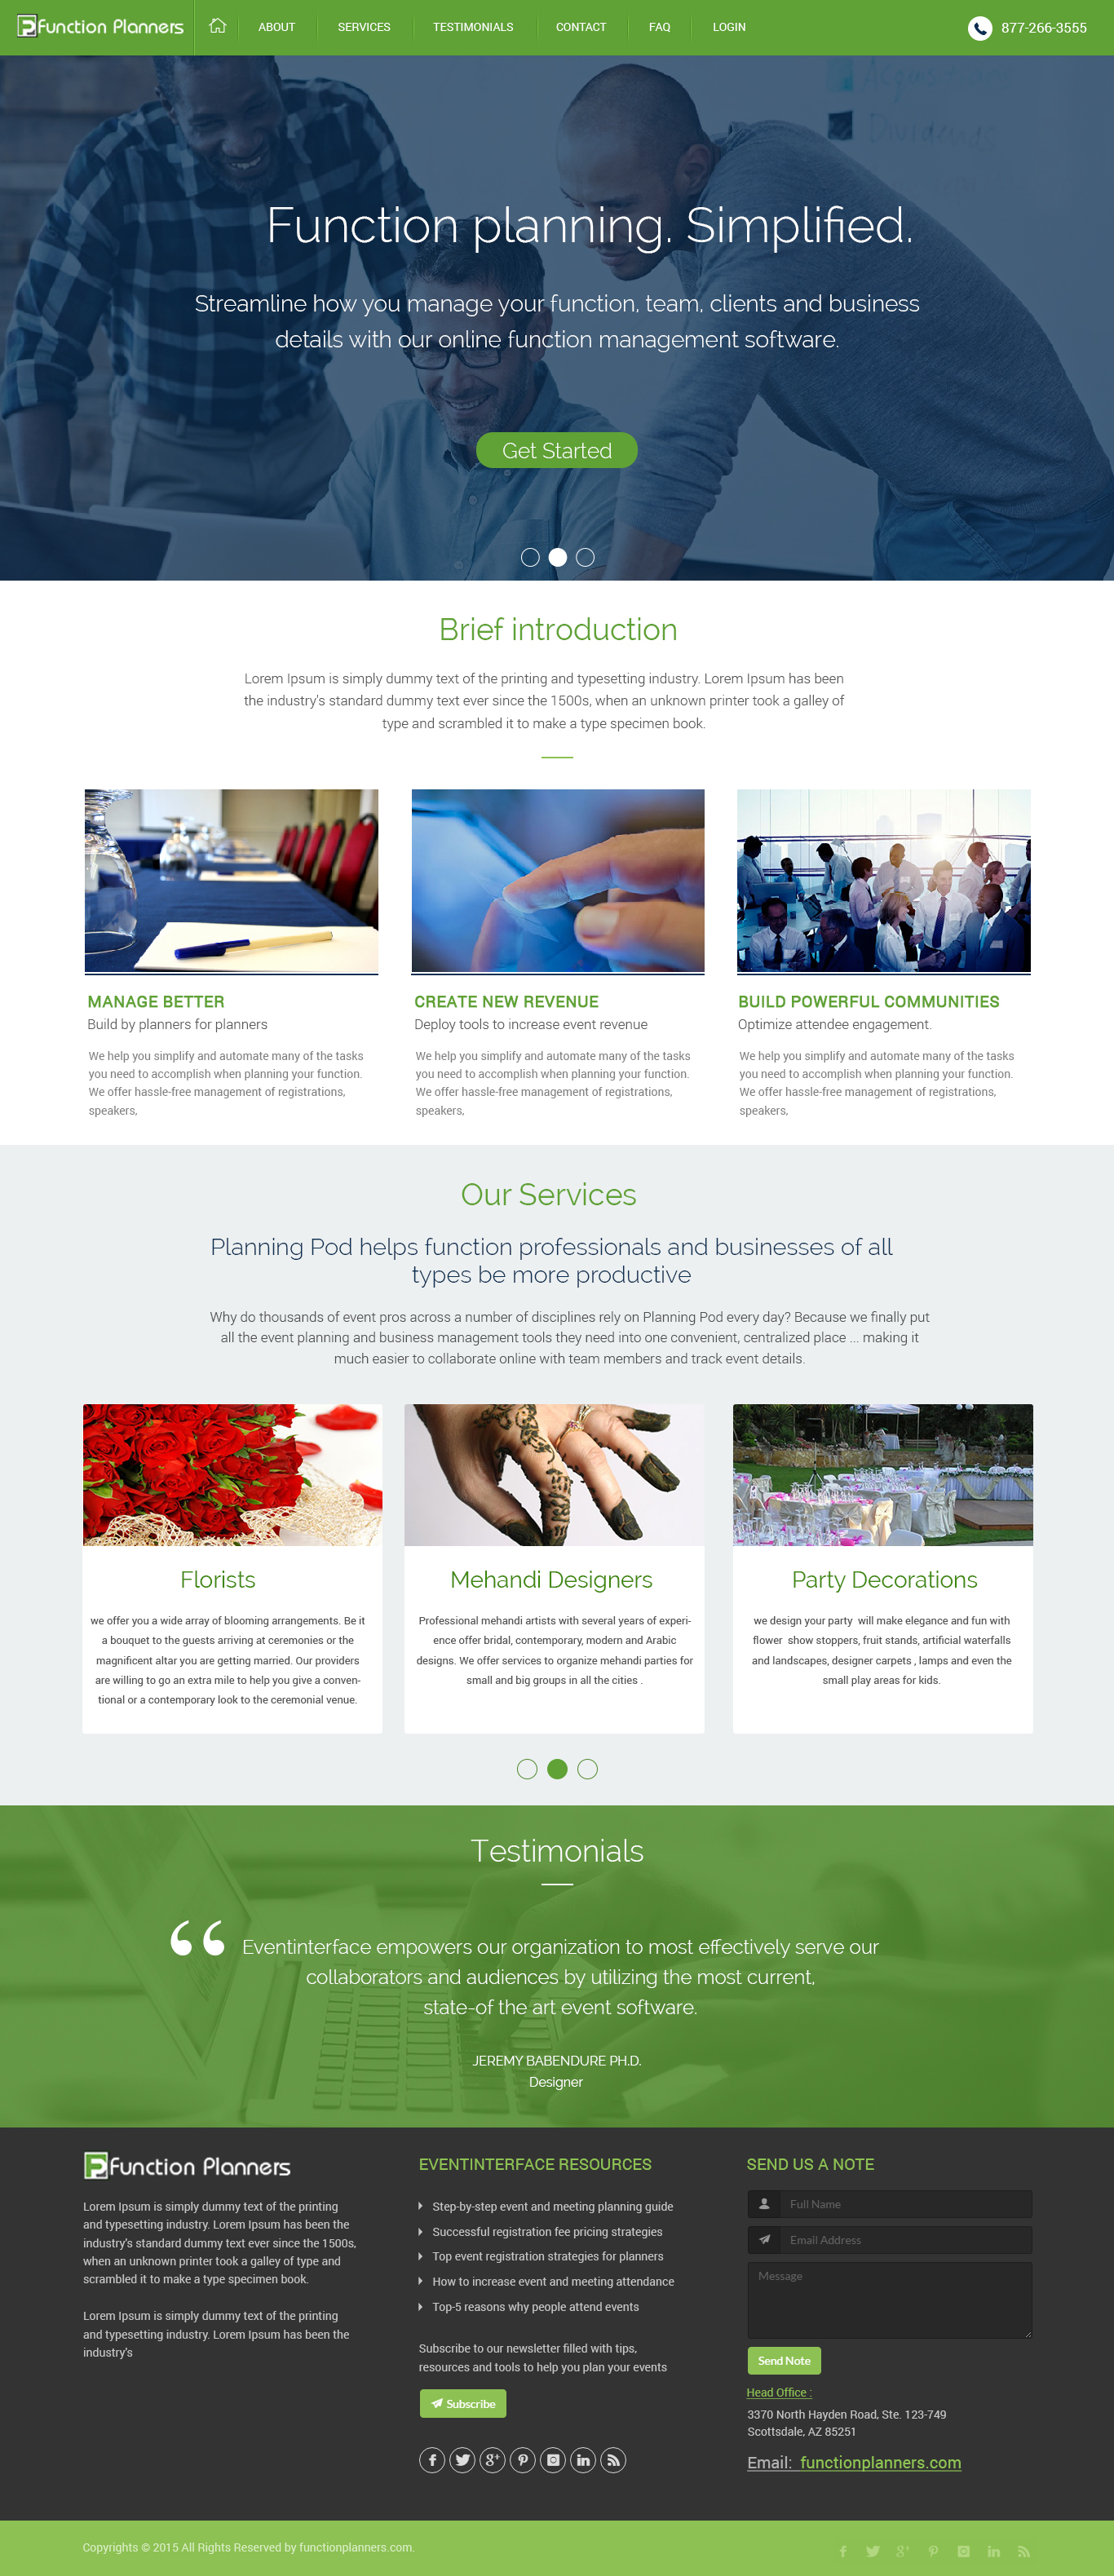 Function Planners
ABOUT
SERVICES
TESTIMONIALS
CONTACT
FAQ
LOGIN
877-266-3555
Acquis
Dividends
Function planning. Simplified.
Streamline how you manage your function, team, clients and business
details with our online function management software.
Get Started
Brief introduction
Lorem Ipsum is simply dummy text of the printing and typesetting industry. Lorem Ipsum has been
the industry's standard dummy text ever since the 1500s, when an unknown printer took a galley of
type and scrambled it to make a type specimen book.
MANAGE BETTER
Build by planners for planners
We help you simplify and automate many of the tasks
you need to accomplish when planning your function.
We offer hassle-free management of registrations,
speakers,
CREATE NEW REVENUE
Deploy tools to increase event revenue
We help you simplify and automate many of the tasks
you need to accomplish when planning your function.
We offer hassle-free management of registrations,
speakers,
BUILD POWERFUL COMMUNITIES
Optimize attendee engagement.
We help you simplify and automate many of the tasks
you need to accomplish when planning your function.
We offer hassle-free management of registrations,
speakers,
Our Services
Planning Pod helps function professionals and businesses of all
types be more productive
Why do thousands of event pros across a number of disciplines rely on Planning Pod every day? Because we finally put
all the event planning and business management tools they need into one convenient, centralized place ... making it
much easier to collaborate online with team members and track event details.
Florists
we offer you a wide array of blooming arrangements. Be it
a bouquet to the guests arriving at ceremonies or the
magnificent altar you are getting married. Our providers
are willing to go an extra mile to help you give a conven-
tional or a contemporary look to the ceremonial venue.
Mehandi Designers
Professional mehandi artists with several years of experi-
ence offer bridal, contemporary, modern and Arabic
designs. We offer services to organize mehandi parties for
small and big groups in all the cities .
Party Decorations
we design your party  will make elegance and fun with
flower  show stoppers, fruit stands, artificial waterfalls
and landscapes, designer carpets , lamps and even the
small play areas for kids.
Testimonials
“ Eventinterface empowers our organization to most effectively serve our
collaborators and audiences by utilizing the most current,
state-of the art event software.
JEREMY BABENDURE PH.D.
Designer
Function Planners
Lorem Ipsum is simply dummy text of the printing
and typesetting industry. Lorem Ipsum has been the
industry's standard dummy text ever since the 1500s,
when an unknown printer took a galley of type and
scrambled it to make a type specimen book.
Lorem Ipsum is simply dummy text of the printing
and typesetting industry. Lorem Ipsum has been the
industry's
EVENTINTERFACE RESOURCES
Step-by-step event and meeting planning guide
Successful registration fee pricing strategies
Top event registration strategies for planners
How to increase event and meeting attendance
Top-5 reasons why people attend events
Subscribe to our newsletter filled with tips,
resources and tools to help you plan your events
Subscribe
SEND US A NOTE
Full Name
Email Address
Message
Send Note
Head Office :
3370 North Hayden Road, Ste. 123-749
Scottsdale, AZ 85251
Email:  functionplanners.com
Copyrights © 2015 All Rights Reserved by functionplanners.com.